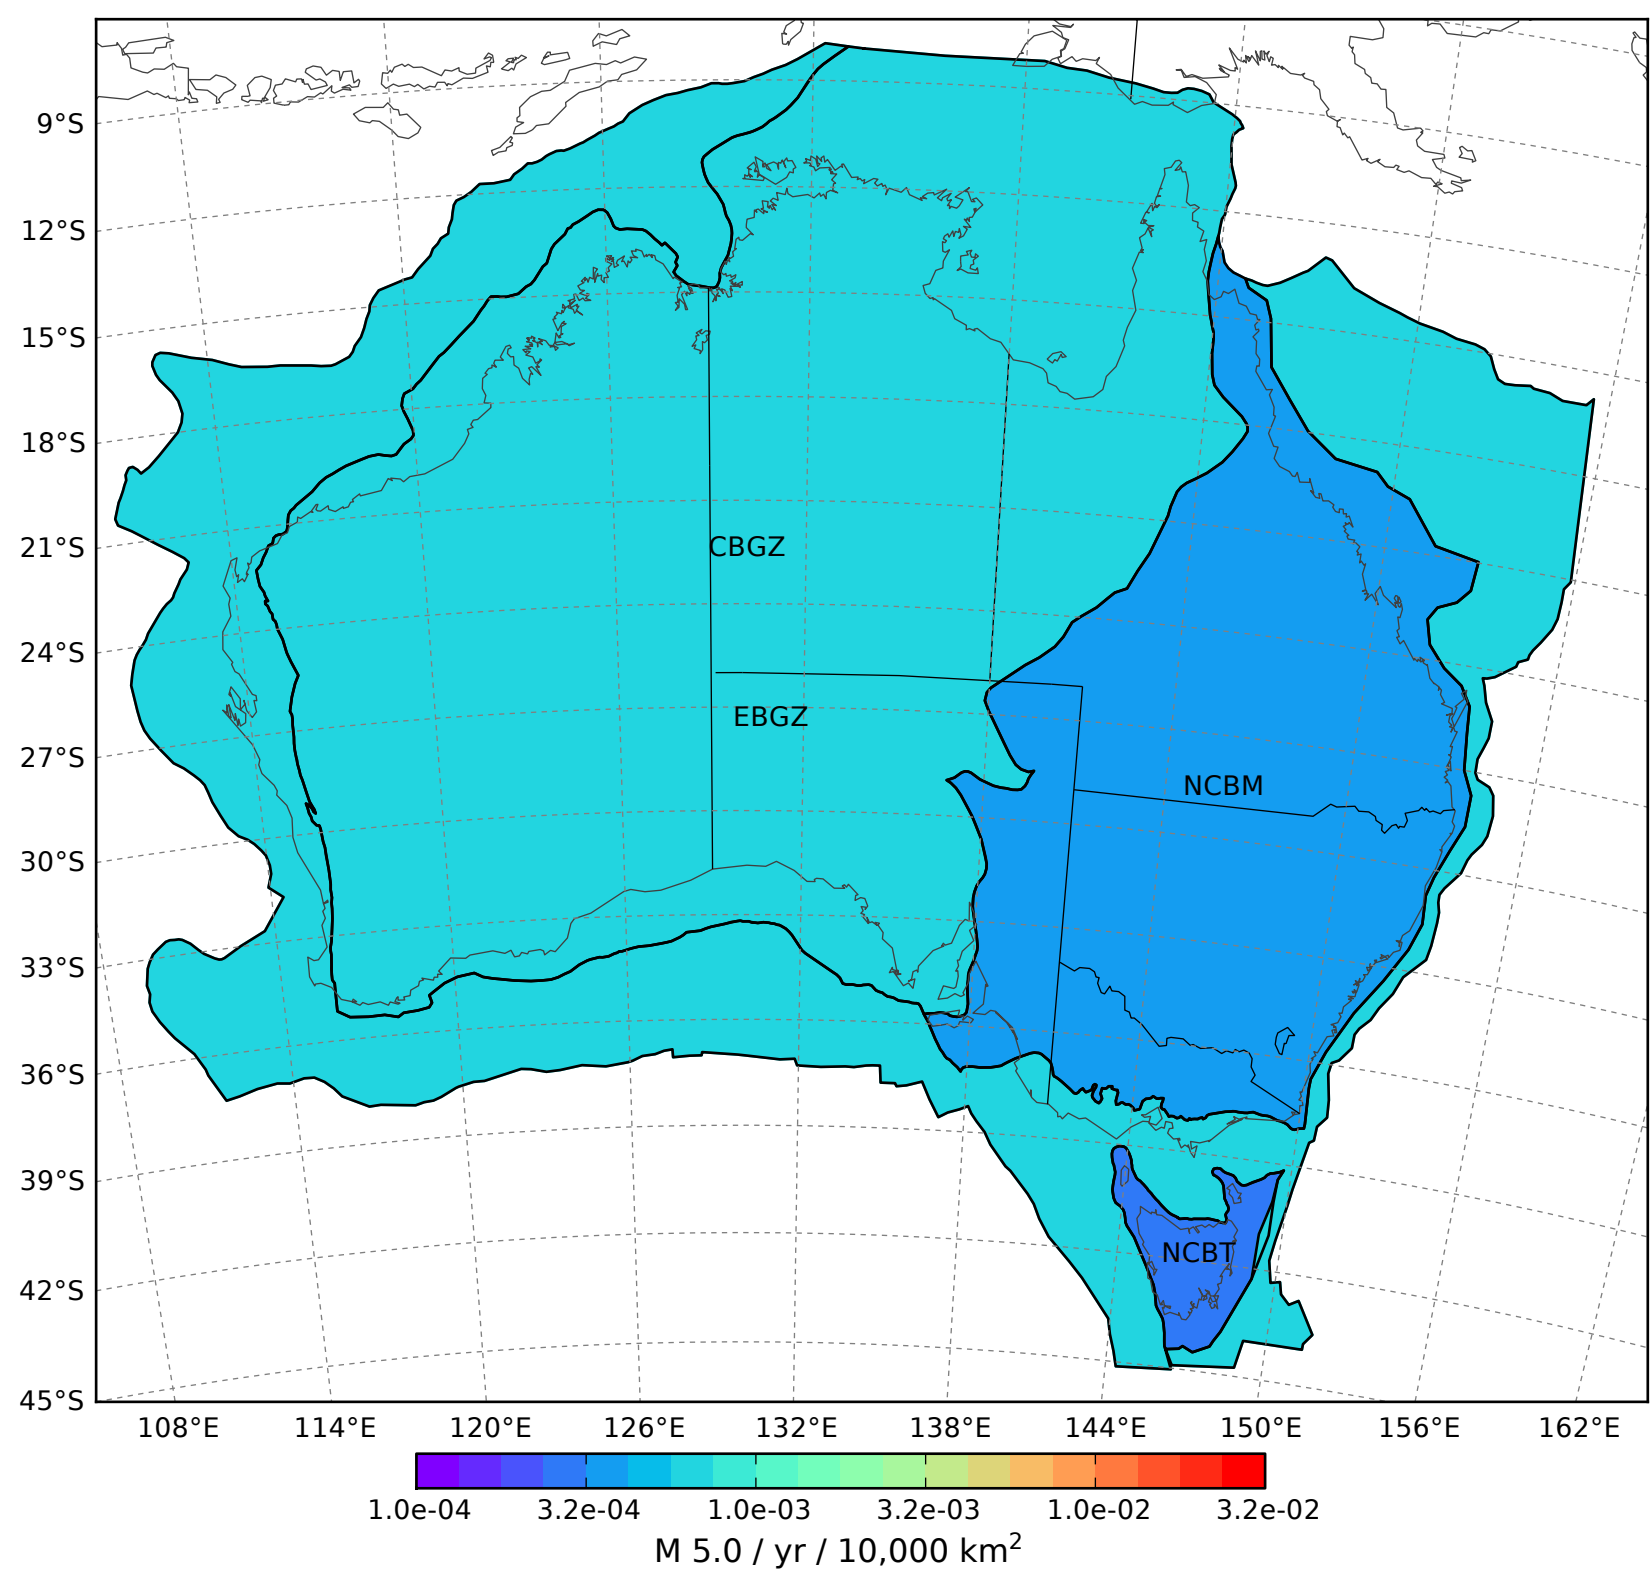 9°S
12°S
15°S
18°S
21°S
24°S
27°S
30°S
33°S
36°S
39°S
42°S
45°S
CBGZ
EBGZ
NCBM
NCBT
108°E 114°E 120°E 126°E 132°E 138°E 144°E 150°E 156°E 162°E
1.0e-04 3.2e-04 1.0e-03 3.2e-03 1.0e-02 3.2e-02
M 5.0 / yr / 10,000 km²